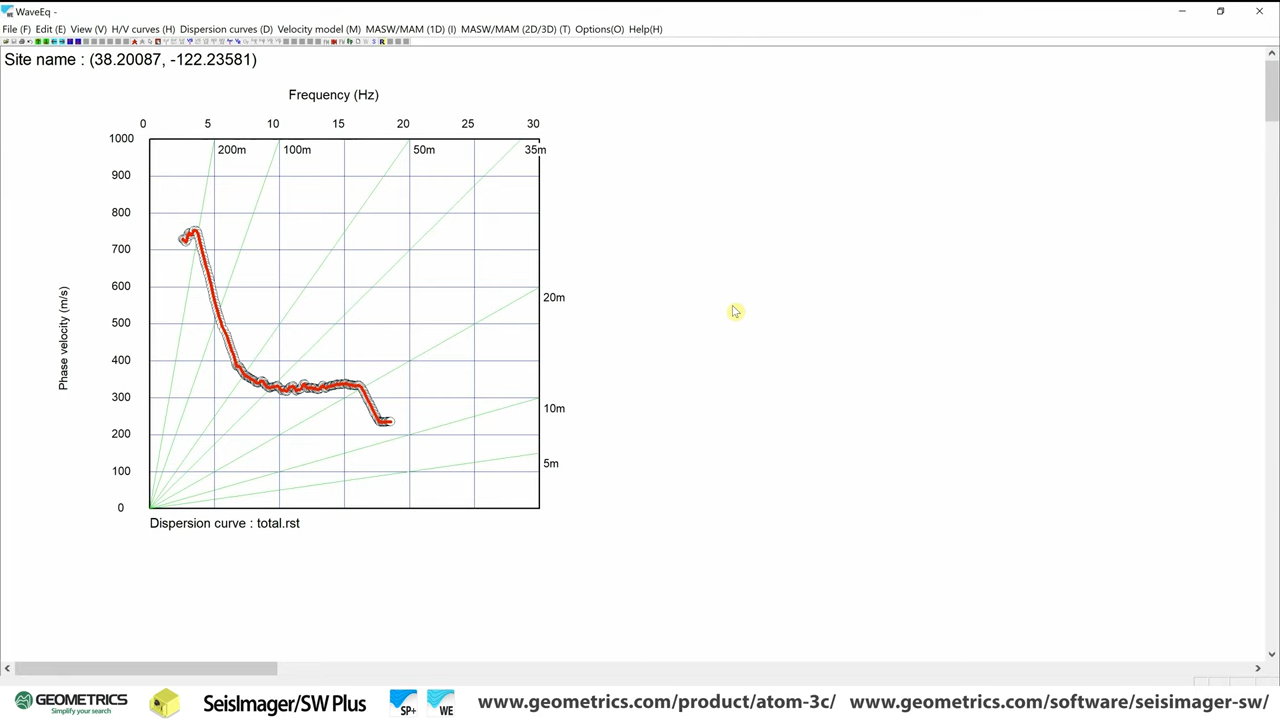 WaveEq -
File (F) Edit (E) View (V) H/V curves (H) Dispersion curves (D) Velocity model (M) MASW/MAM (1D) (I) MASW/MAM (2D/3D) (T) Options(O) Help(H)
Site name : (38.20087, -122.23581)
Frequency (Hz)
0 5 10 15 20 25 30
1000
200m 100m 50m 35m
900
800
700
600
20m
500
Phase velocity (m/s)
400
300
10m
200
5m
100
0
Dispersion curve : total.rst
GEOMETRICS
Simplify your search
SeisImager/SW Plus
SP+
WE
www.geometrics.com/product/atom-3c/ www.geometrics.com/software/seisimager-sw/